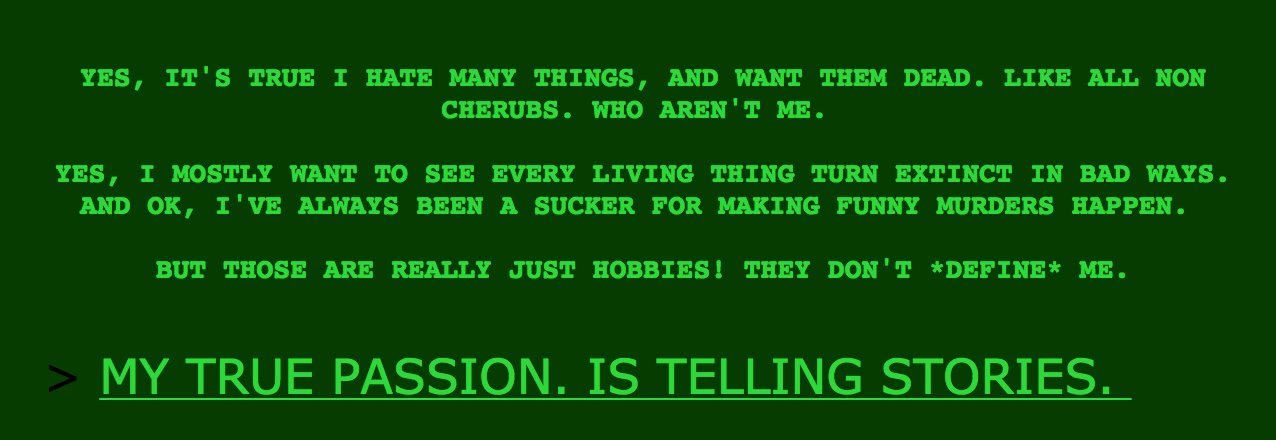 YES, IT'S TRUE I HATE MANY THINGS, AND WANT THEM DEAD. LIKE ALL NON
CHERUBS. WHO AREN'T ME.
YES, I MOSTLY WANT TO SEE EVERY LIVING THING TURN EXTINCT IN BAD WAYS.
AND OK, I'VE ALWAYS BEEN A SUCKER FOR MAKING FUNNY MURDERS HAPPEN.
BUT THOSE ARE REALLY JUST HOBBIES! THEY DON'T *DEFINE* ME.
> MY TRUE PASSION. IS TELLING STORIES.